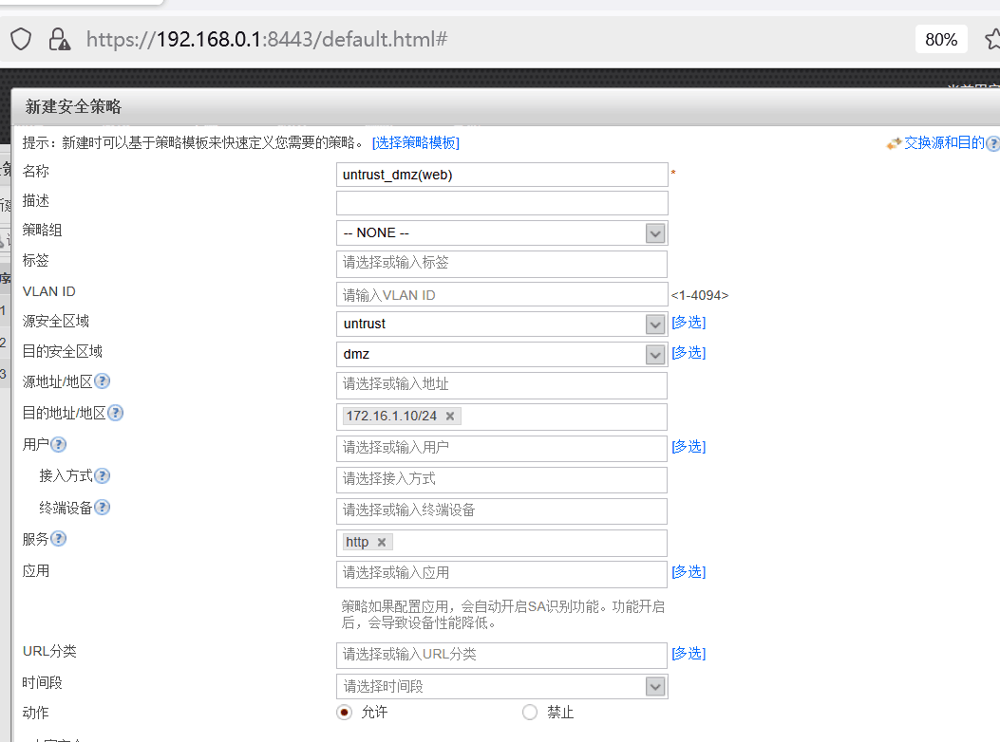 https://192.168.0.1:8443/default.html#
80%
新建安全策略
提示：新建时可以基于策略模板来快速定义您需要的策略。 [选择策略模板]
交换源和目的
名称
untrust_dmz(web)
*
描述
策略组
-- NONE --
标签
请选择或输入标签
VLAN ID
请输入VLAN ID
<1-4094>
源安全区域
untrust
[多选]
目的安全区域
dmz
[多选]
源地址/地区
请选择或输入地址
目的地址/地区
172.16.1.10/24
用户
请选择或输入用户
[多选]
接入方式
请选择接入方式
终端设备
请选择或输入终端设备
服务
http
应用
请选择或输入应用
[多选]
策略如果配置应用，会自动开启SA识别功能。功能开启
后，会导致设备性能降低。
URL分类
请选择或输入URL分类
[多选]
时间段
请选择时间段
动作
允许
禁止
1
2
3